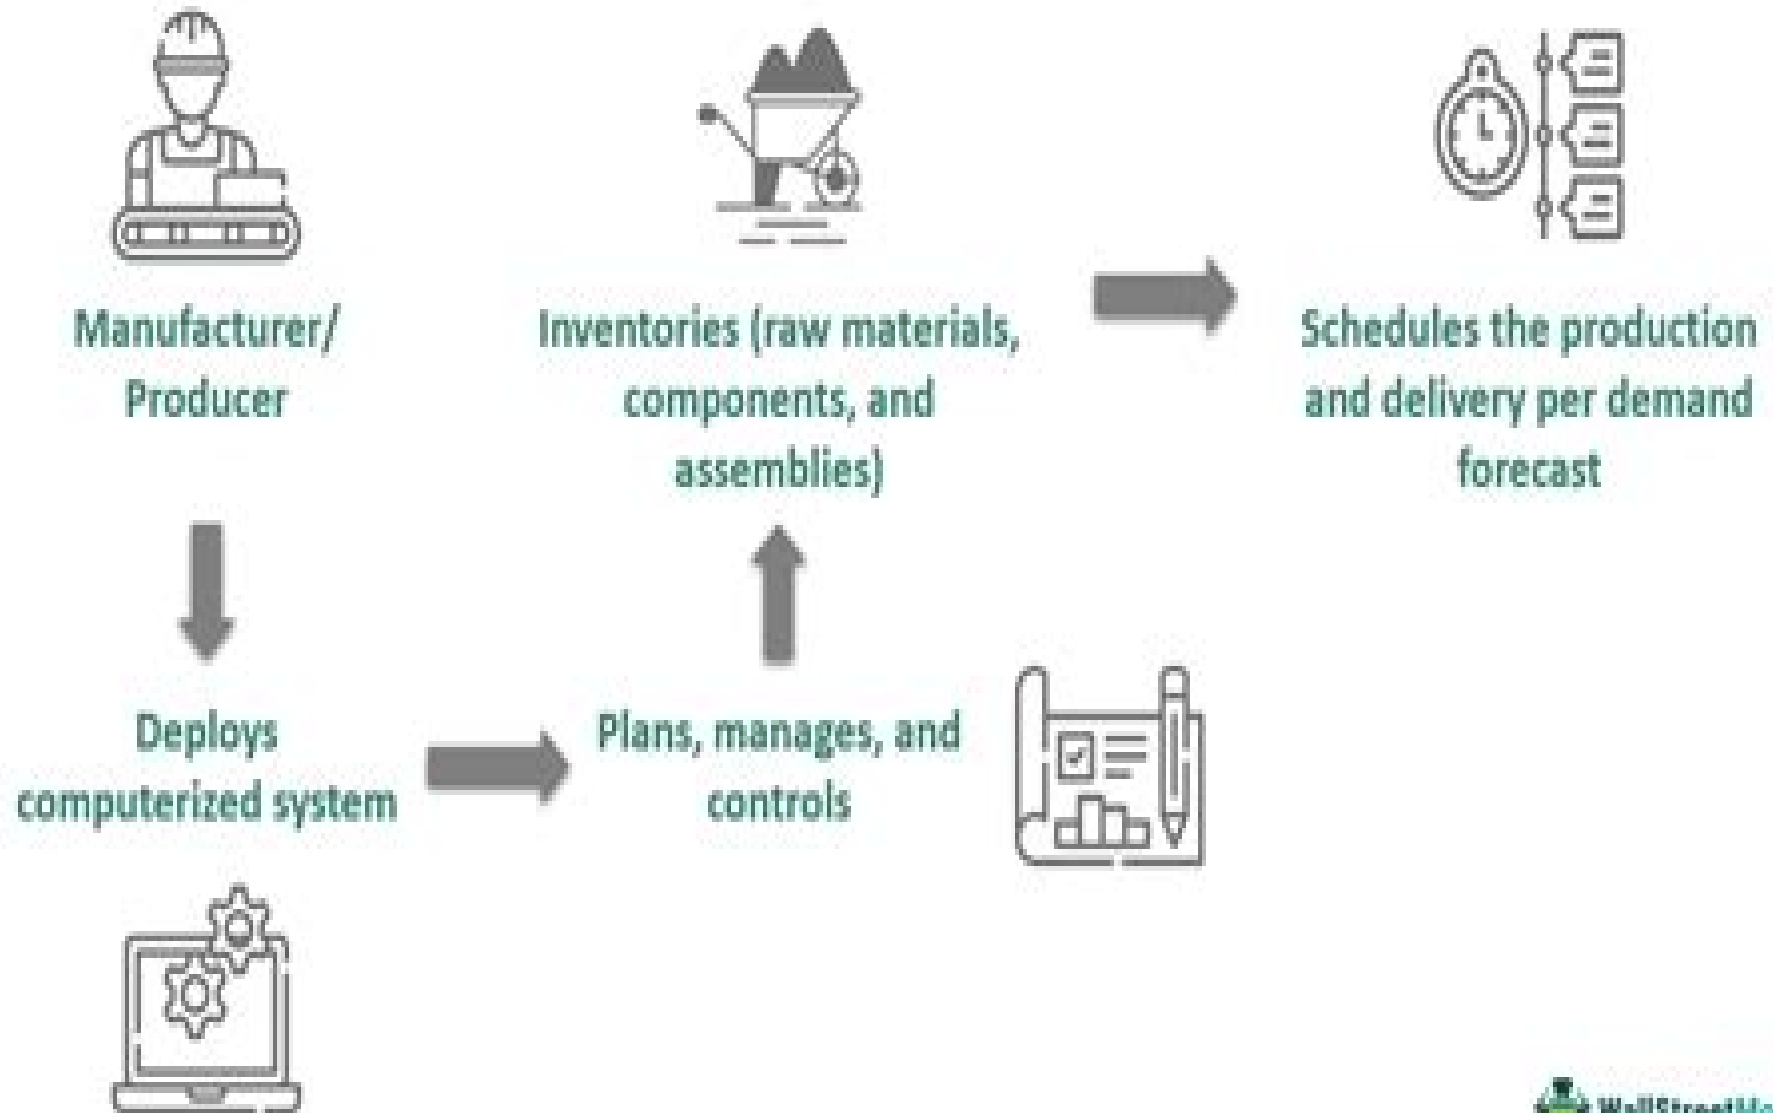 Manufacturer/
Producer
Inventories (raw materials,
components, and
assemblies)
Schedules the production
and delivery per demand
forecast
Deploys
computerized system
Plans, manages, and
controls